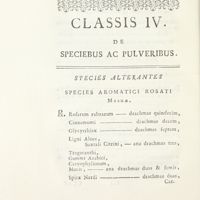 CLASSIS IV.
DE
SPECIEBUS AC PULVERIBUS.
SPECIES ALTERANTES
SPECIES AROMATICI ROSATI
Mesuæ.
R. Rosarum rubrarum — drachmas quindecim,
Cinnamomi — drachmas decem,
Glycyrrhizæ — drachmas septem,
Ligni Aloes,
Santali Citrini, — ana drachmas tres,
Tragacanthi,
Gummi Arabici,
Caryophyllorum,
Macis, — ana drachmas duas & semis,
Spicæ Nardi — drachmas duas,